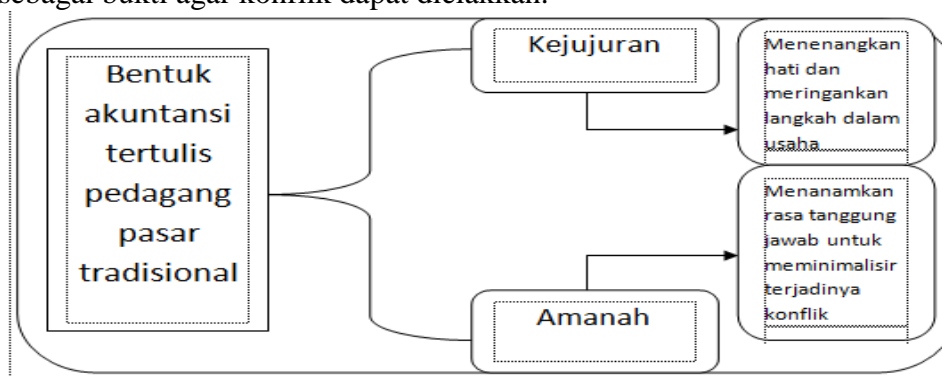 sebagai bukti agar konflik dapat dielakkan.
Bentuk
akuntansi
tertulis
pedagang
pasar
tradisional
Kejujuran
Menenangkan
hati dan
meringankan
langkah dalam
usaha
Amanah
Menanamkan
rasa tanggung
jawab untuk
meminimalisir
terjadinya
konflik